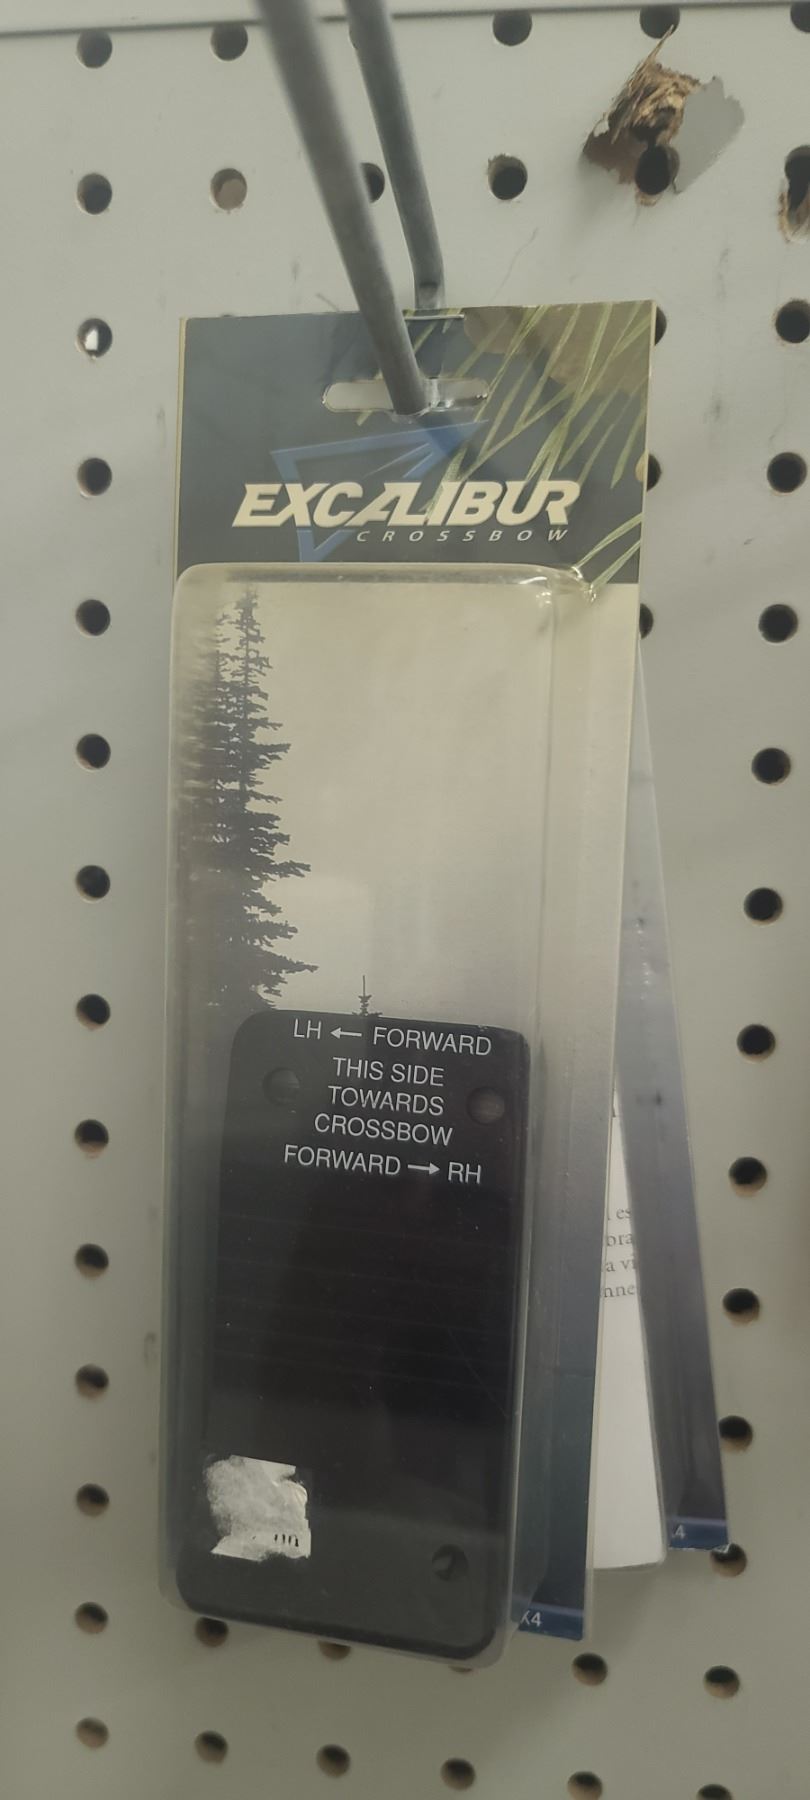 EXCALIBUR
CROSSBOW
LH ← FORWARD
THIS SIDE
TOWARDS
CROSSBOW
FORWARD → RH